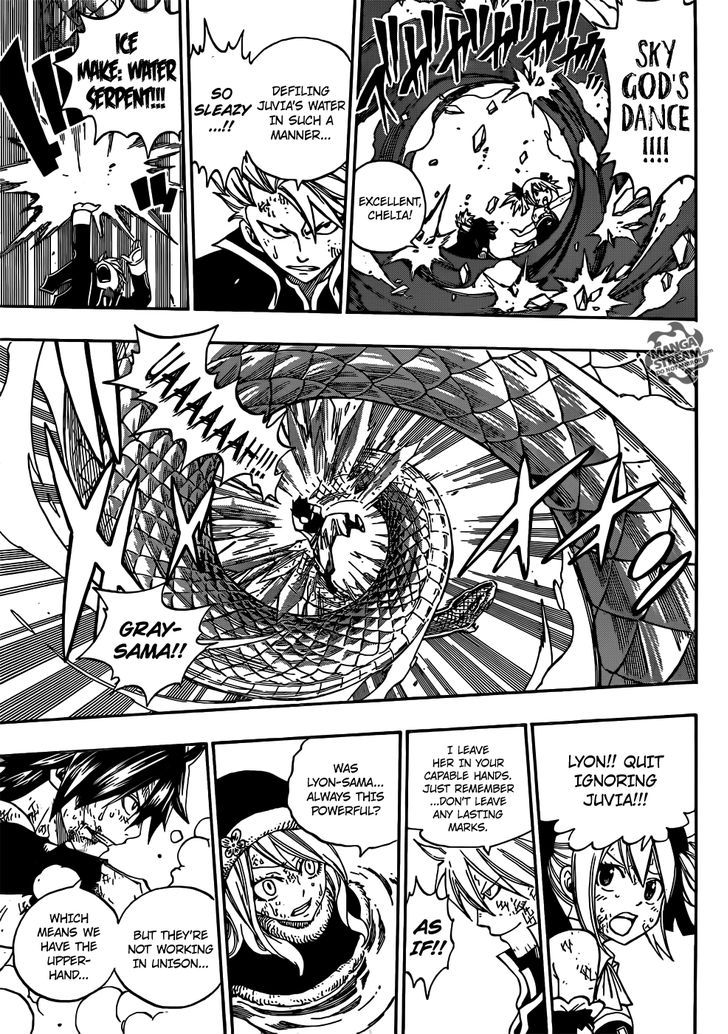 SKY
GOD'S
DANCE
!!!!
EXCELLENT,
CHELIA!
DEFILING
JUVIA'S WATER
IN SUCH A
MANNER...
SO
SLEAZY
...!!
ICE
MAKE: WATER
SERPENT!!!
MANGA
STREAM.com
UAAAAAAH!!!
GRAY-
SAMA!!
LYON!! QUIT
IGNORING
JUVIA!!!
I LEAVE
HER IN YOUR
CAPABLE HANDS.
JUST REMEMBER
...DON'T LEAVE
ANY LASTING
MARKS.
AS
IF!!
WAS
LYON-SAMA
...ALWAYS THIS
POWERFUL?
BUT THEY'RE
NOT WORKING
IN UNISON...
WHICH
MEANS WE
HAVE THE
UPPER-
HAND...